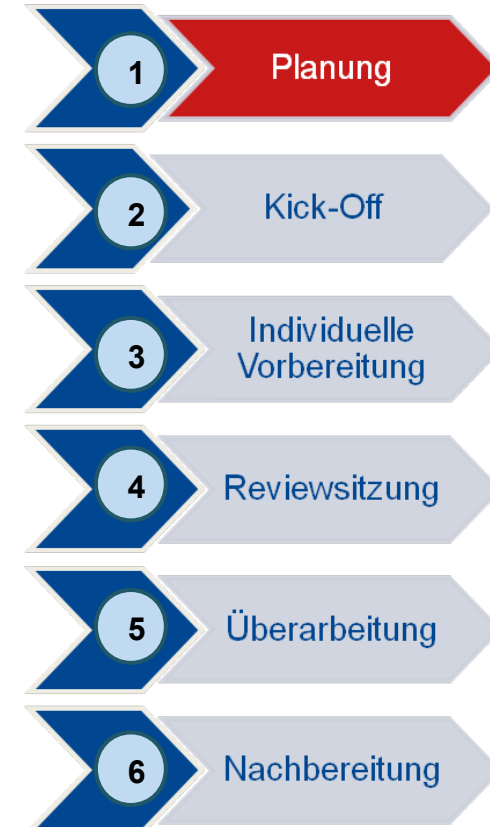 1
Planung
2
Kick-Off
3
Individuelle
Vorbereitung
4
Reviewsitzung
5
Überarbeitung
6
Nachbereitung